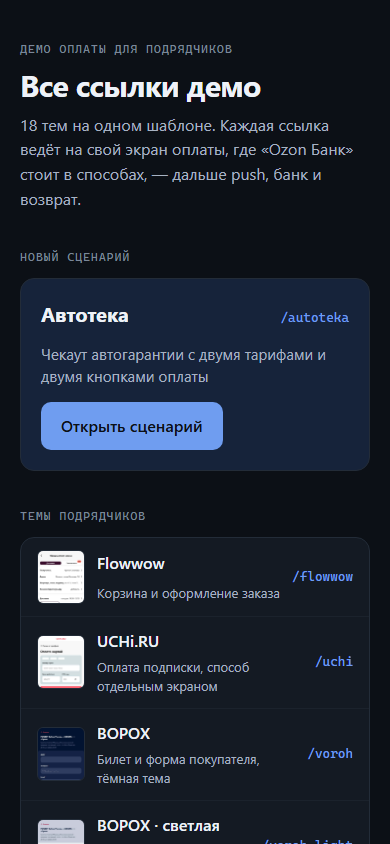 ДЕМО ОПЛАТЫ ДЛЯ ПОДРЯДЧИКОВ
Все ссылки демо
18 тем на одном шаблоне. Каждая ссылка
ведёт на свой экран оплаты, где «Ozon Банк»
стоит в способах, — дальше push, банк и
возврат.
НОВЫЙ СЦЕНАРИЙ
Автотека
/autoteka
Чекаут автогарантии с двумя тарифами и
двумя кнопками оплаты
Открыть сценарий
ТЕМЫ ПОДРЯДЧИКОВ
Flowwow
/flowwow
Корзина и оформление заказа
UCHi.RU
/uchi
Оплата подписки, способ
отдельным экраном
ВОРОХ
/voroh
Билет и форма покупателя,
тёмная тема
ВОРОХ · светлая
/voroh-light